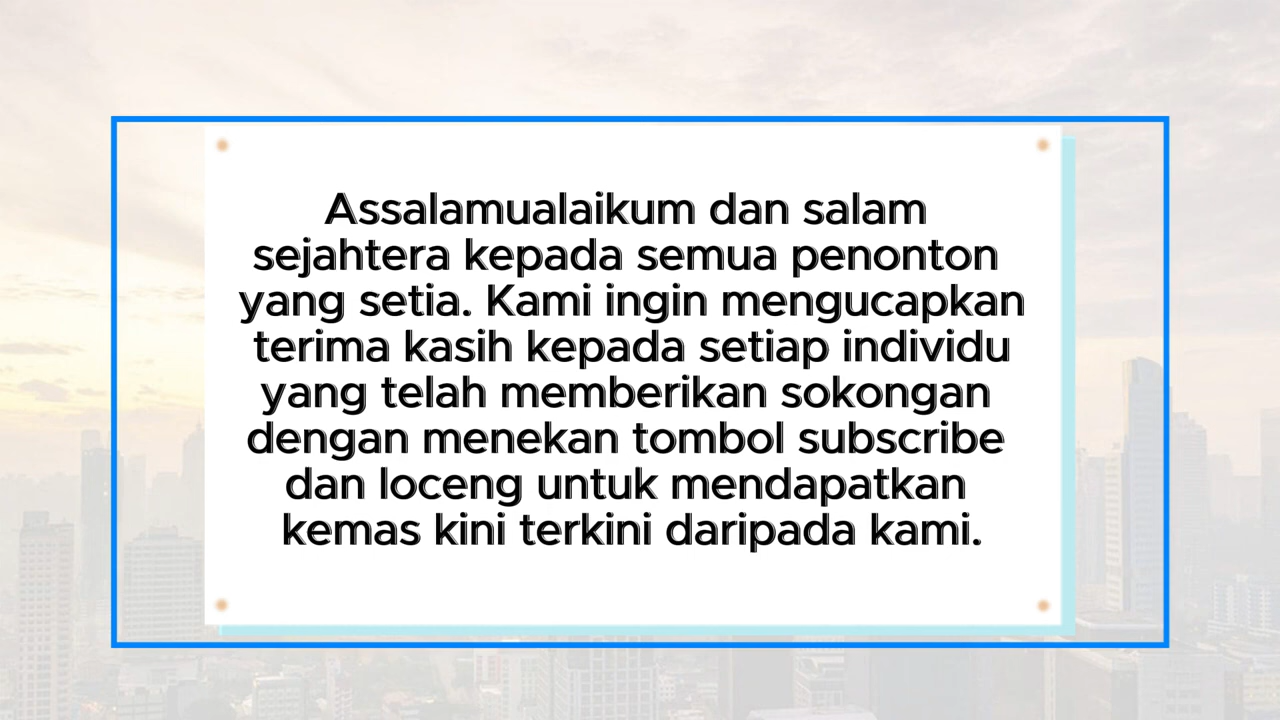 Assalamualaikum dan salam
sejahtera kepada semua penonton
yang setia. Kami ingin mengucapkan
terima kasih kepada setiap individu
yang telah memberikan sokongan
dengan menekan tombol subscribe
dan loceng untuk mendapatkan
kemas kini terkini daripada kami.